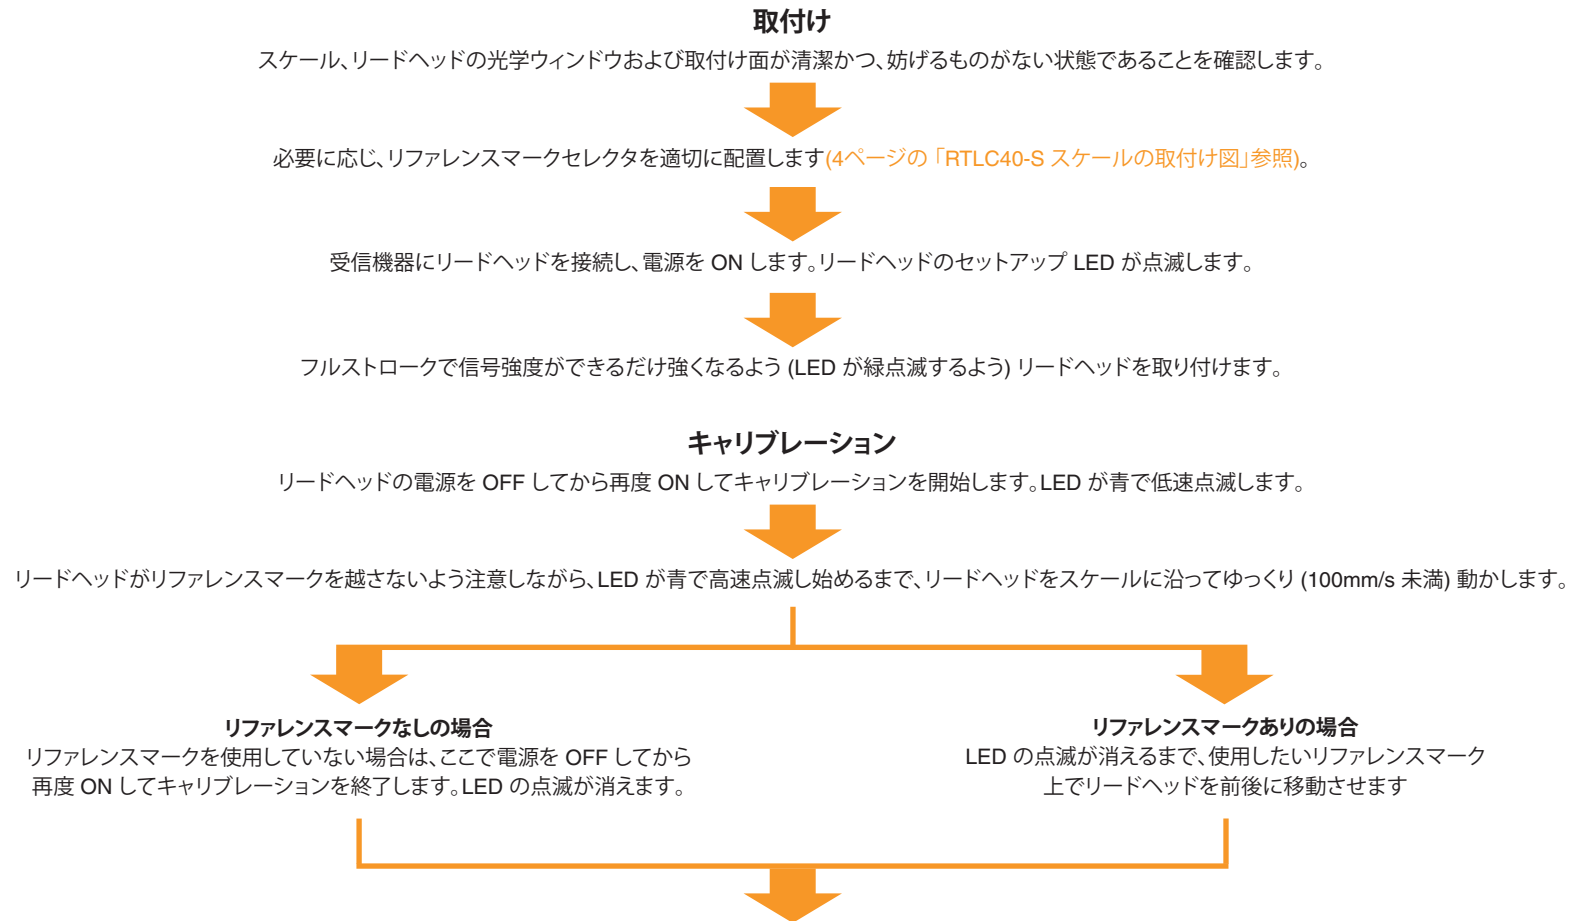 取付け
スケール、リードヘッドの光学ウィンドウおよび取付け面が清潔かつ、妨げるものがない状態であることを確認します。
必要に応じ、リファレンスマークセレクタを適切に配置します(4ページの「RTLC40-S スケールの取付け図」参照)。
受信機器にリードヘッドを接続し、電源を ON します。リードヘッドのセットアップ LED が点滅します。
フルストロークで信号強度ができるだけ強くなるよう (LED が緑点滅するよう) リードヘッドを取り付けます。
キャリブレーション
リードヘッドの電源を OFF してから再度 ON してキャリブレーションを開始します。LED が青で低速点滅します。
リードヘッドがリファレンスマークを越さないよう注意しながら、LED が青で高速点滅し始めるまで、リードヘッドをスケールに沿ってゆっくり (100mm/s 未満) 動かします。
リファレンスマークなしの場合
リファレンスマークを使用していない場合は、ここで電源を OFF してから
再度 ON してキャリブレーションを終了します。LED の点滅が消えます。
リファレンスマークありの場合
LED の点滅が消えるまで、使用したいリファレンスマーク
上でリードヘッドを前後に移動させます